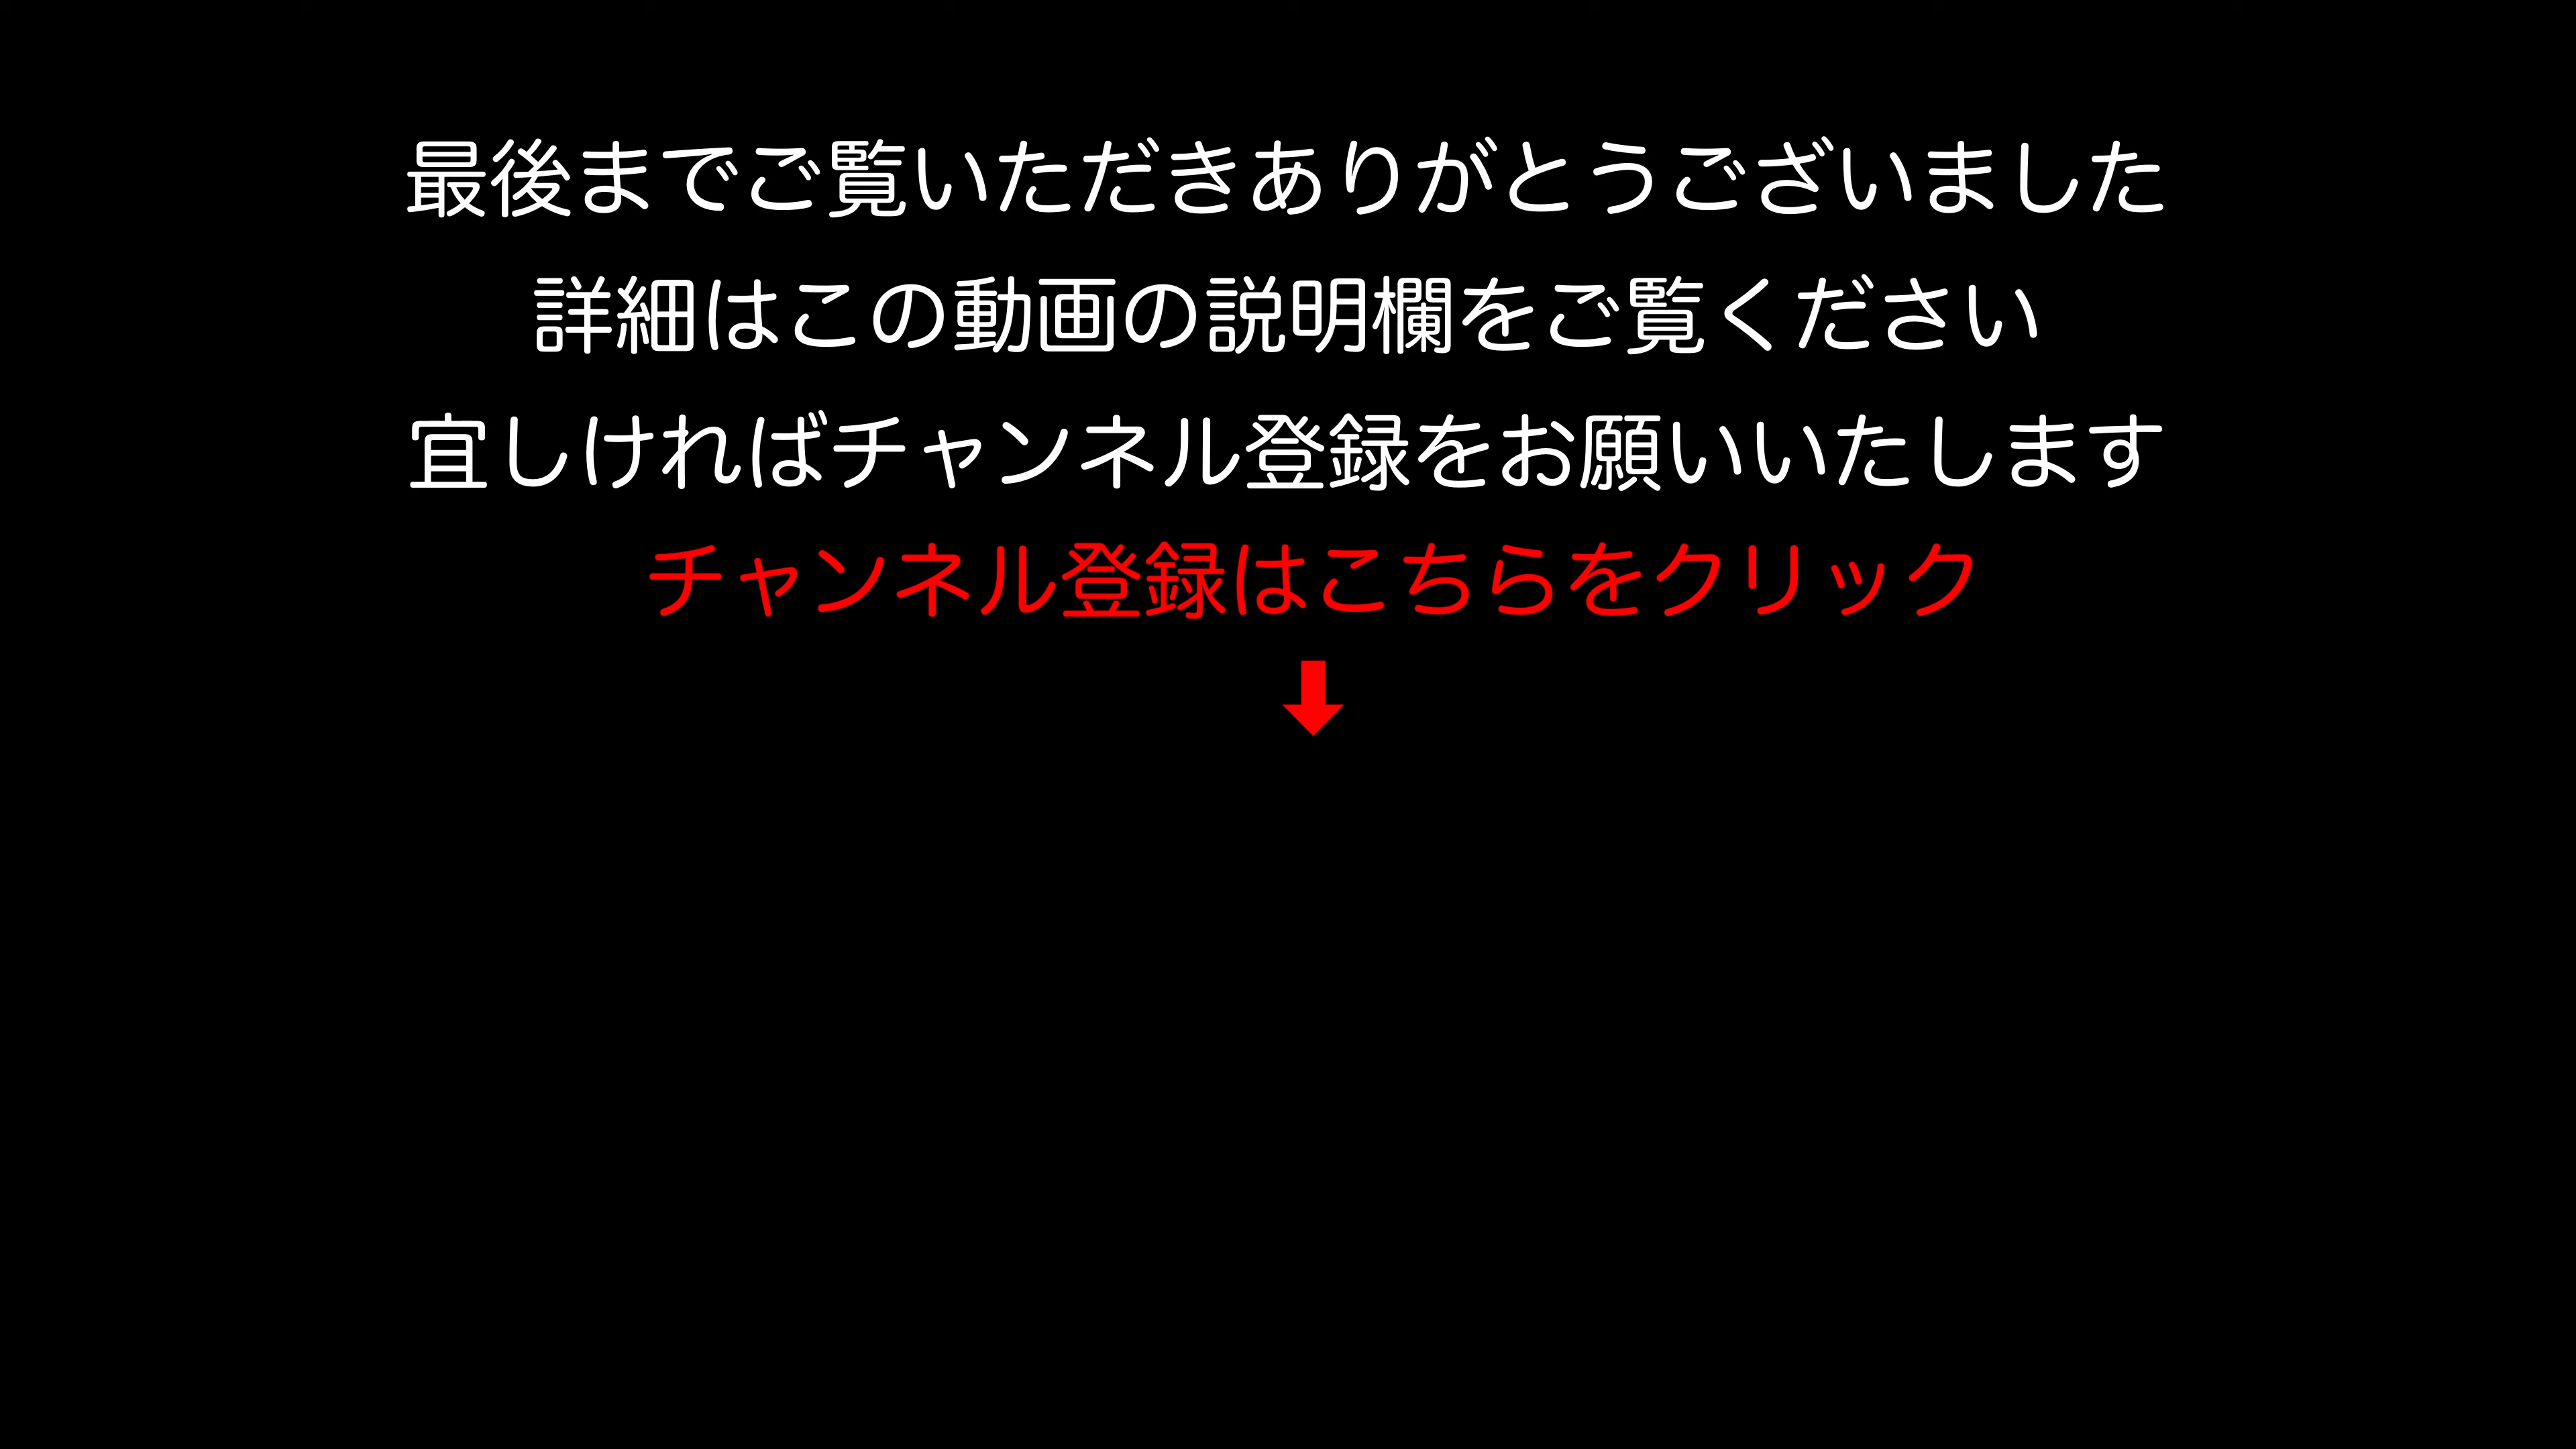 最後までご覧いただきありがとうございました
詳細はこの動画の説明欄をご覧ください
宜しければチャンネル登録をお願いいたします
チャンネル登録はこちらをクリック